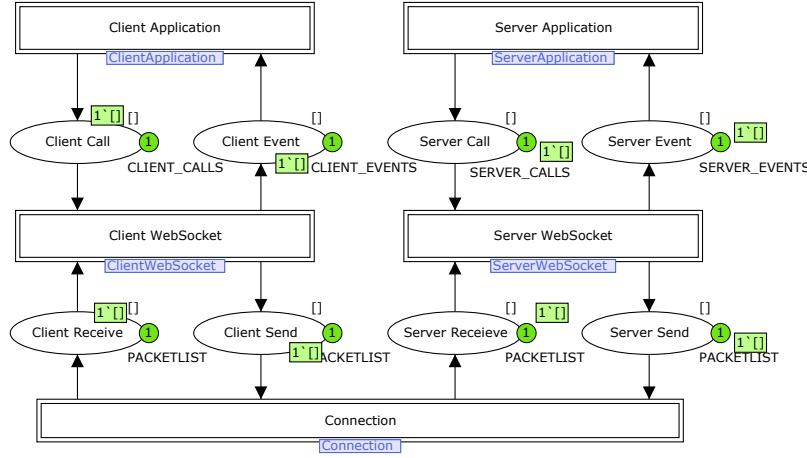 Client Application
Server Application
ClientApplication
ServerApplication
1`[] []
[]
[]
[]
Client Call
1
Client Event
1
Server Call
1
1`[]
Server Event
1
1`[]
CLIENT_CALLS
1`[]
CLIENT_EVENTS
SERVER_CALLS
SERVER_EVENTS
Client WebSocket
Server WebSocket
ClientWebSocket
ServerWebSocket
1`[] []
[]
[]
1`[]
[]
Client Receive
1
Client Send
1
Server Receieve
1
Server Send
1
PACKETLIST
1`[]
ACKETLIST
PACKETLIST
1`[]
PACKETLIST
Connection
Connection